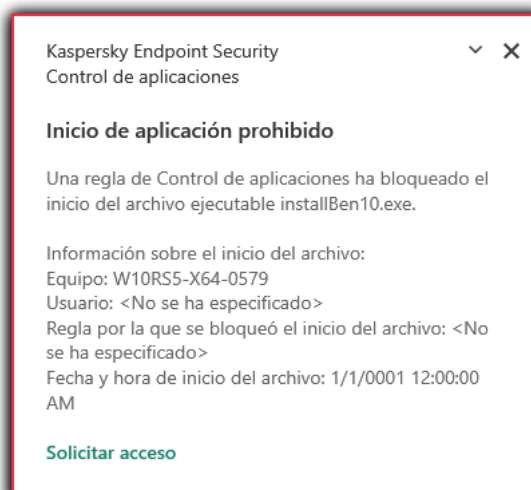 Kaspersky Endpoint Security
Control de aplicaciones
Inicio de aplicación prohibido
Una regla de Control de aplicaciones ha bloqueado el
inicio del archivo ejecutable installBen10.exe.
Información sobre el inicio del archivo:
Equipo: W10RS5-X64-0579
Usuario: <No se ha especificado>
Regla por la que se bloqueó el inicio del archivo: <No
se ha especificado>
Fecha y hora de inicio del archivo: 1/1/0001 12:00:00
AM
Solicitar acceso